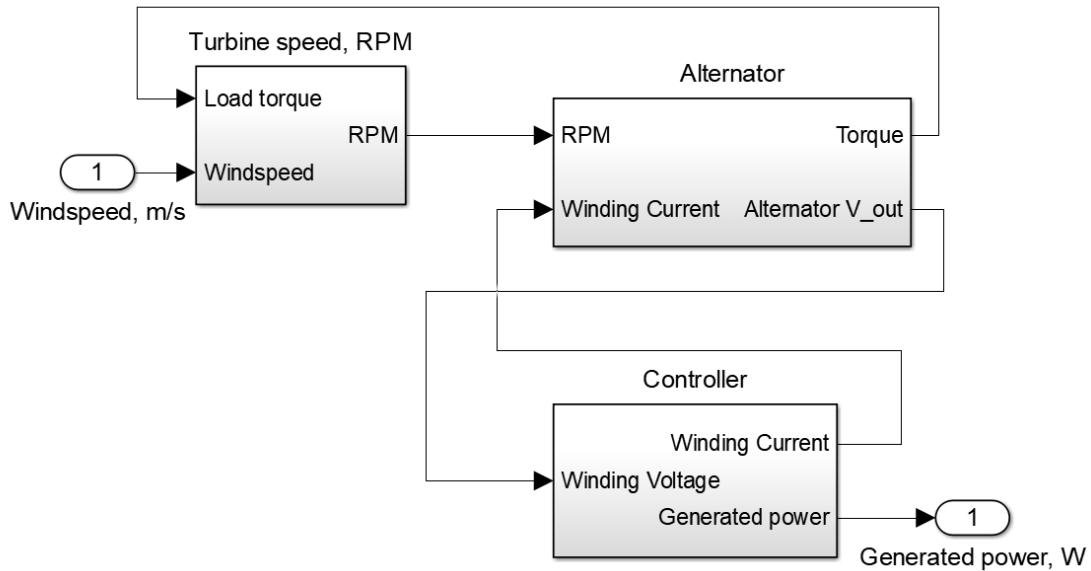 Turbine speed, RPM
Load torque
RPM
Windspeed
1
Windspeed, m/s
Alternator
RPM
Torque
Winding Current
Alternator V_out
Controller
Winding Current
Winding Voltage
Generated power
1
Generated power, W